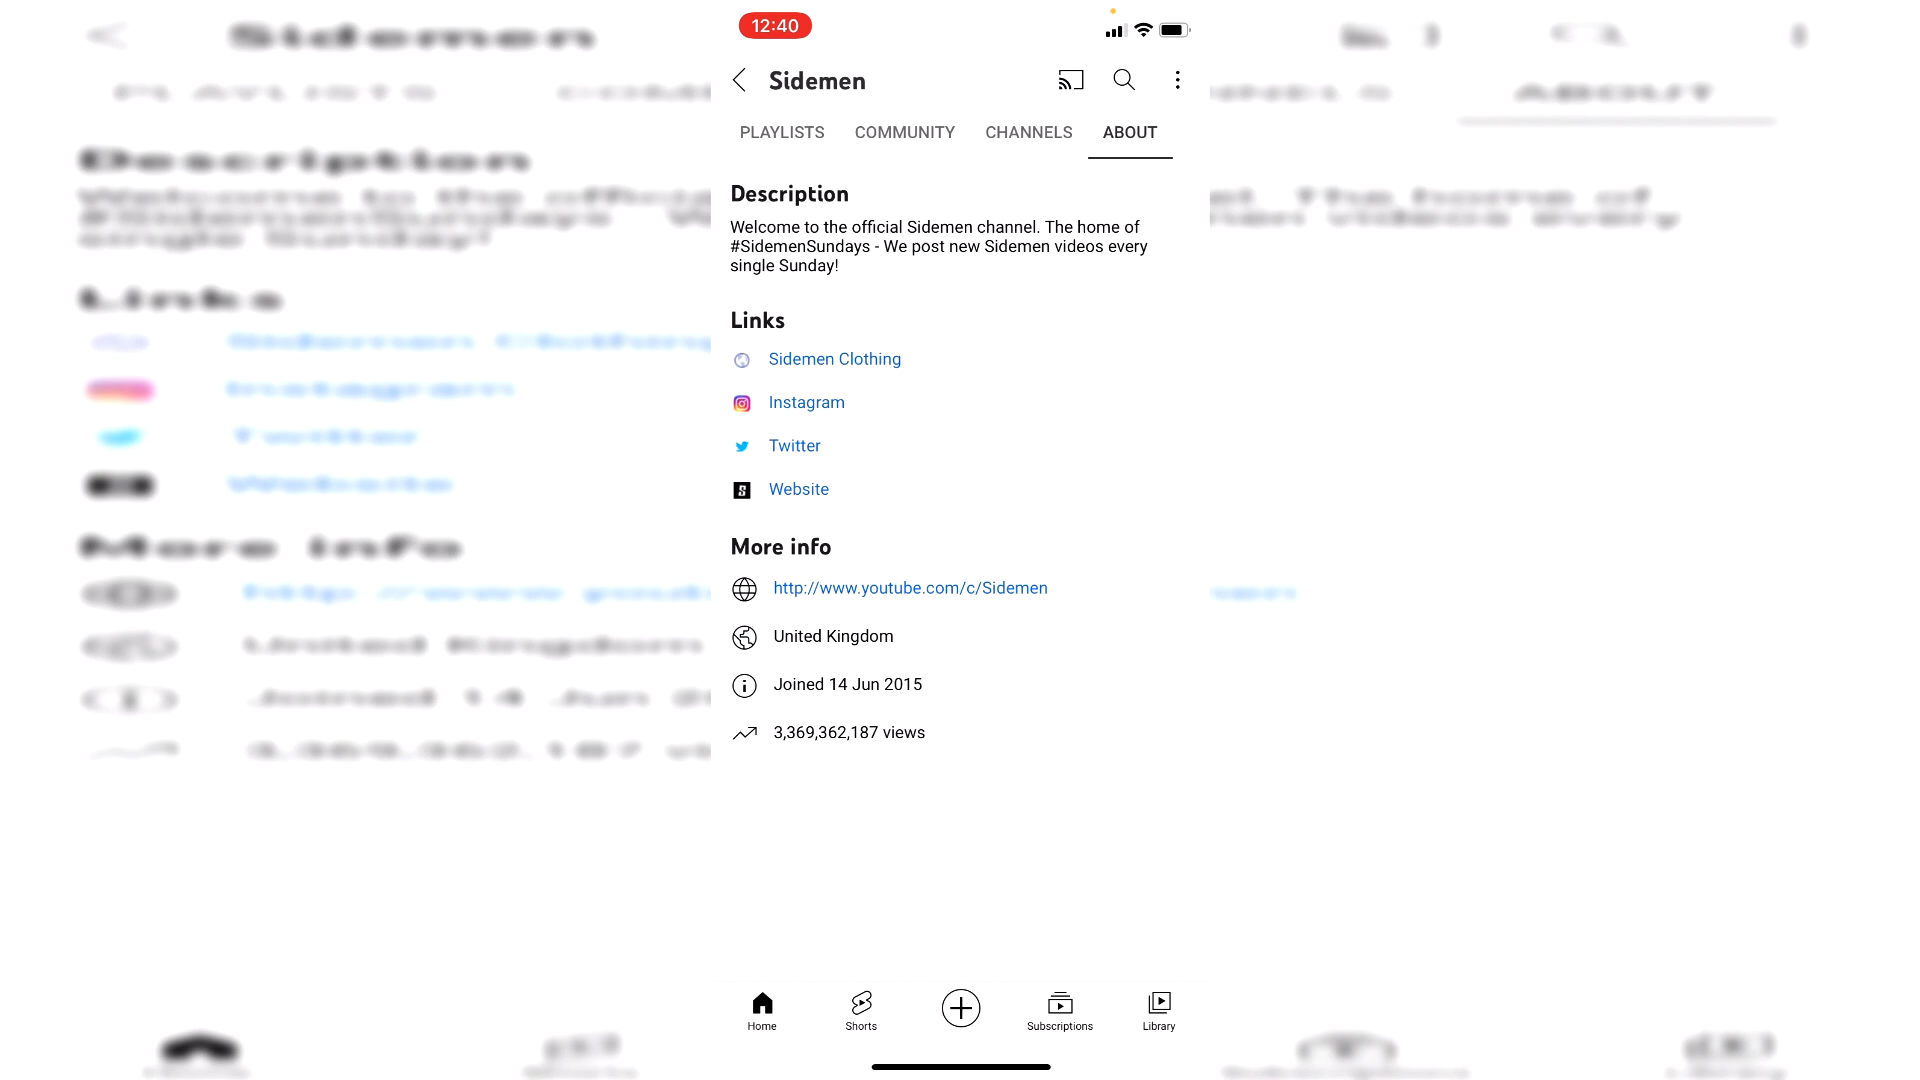 12:40
Sidemen
PLAYLISTS COMMUNITY CHANNELS ABOUT
Description
Welcome to the official Sidemen channel. The home of
#SidemenSundays - We post new Sidemen videos every
single Sunday!
Links
Sidemen Clothing
Instagram
Twitter
Website
More info
http://www.youtube.com/c/Sidemen
United Kingdom
Joined 14 Jun 2015
3,369,362,187 views
Home Shorts Subscriptions Library